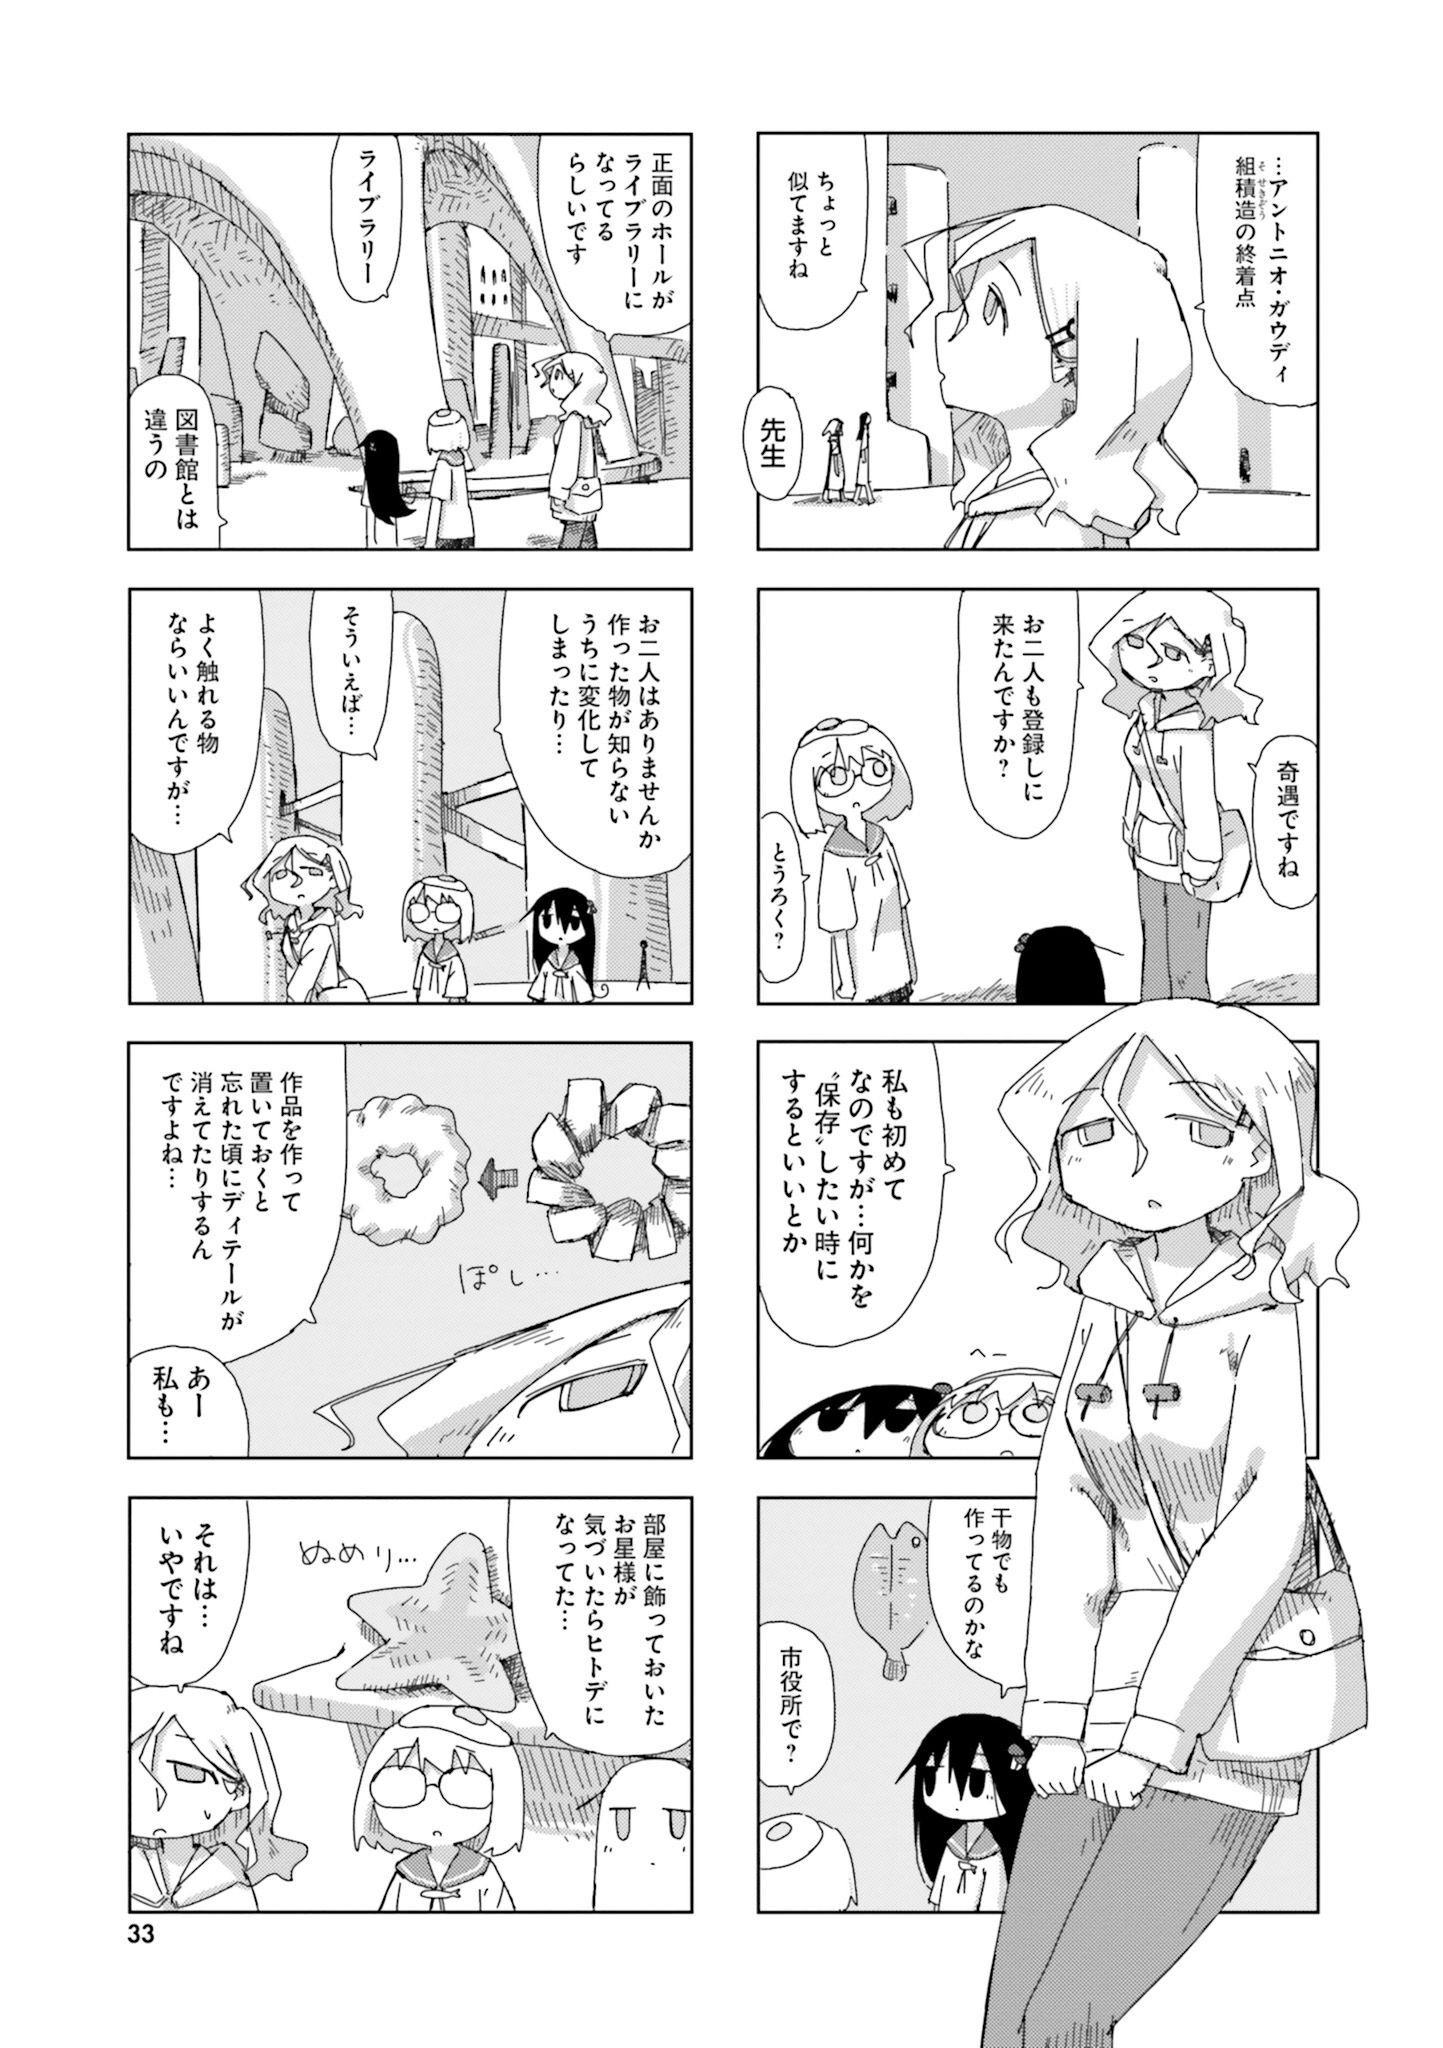 …アントニオ・ガウディ
組積造の終着点
そせきぞう
ちょっと
似てますね
先生
奇遇ですね
お二人も登録しに
来たんですか?
とうろく?
私も初めて
なのですが…何かを
〝保存〟したい時に
するといいとか
へー
干物でも
作ってるのかな
市役所で?
正面のホールが
ライブラリーに
なってる
らしいです
ライブラリー
図書館とは
違うの
お二人はありませんか
作った物が知らない
うちに変化して
しまったり…
そういえば…
よく触れる物
ならいいんですが…
作品を作って
置いておくと
忘れた頃にディテールが
消えてたりするん
ですよね…
ぽし…
あー
私も…
部屋に飾っておいた
お星様が
気づいたらヒトデに
なってた…
ぬめり…
それは…
いやですね
33